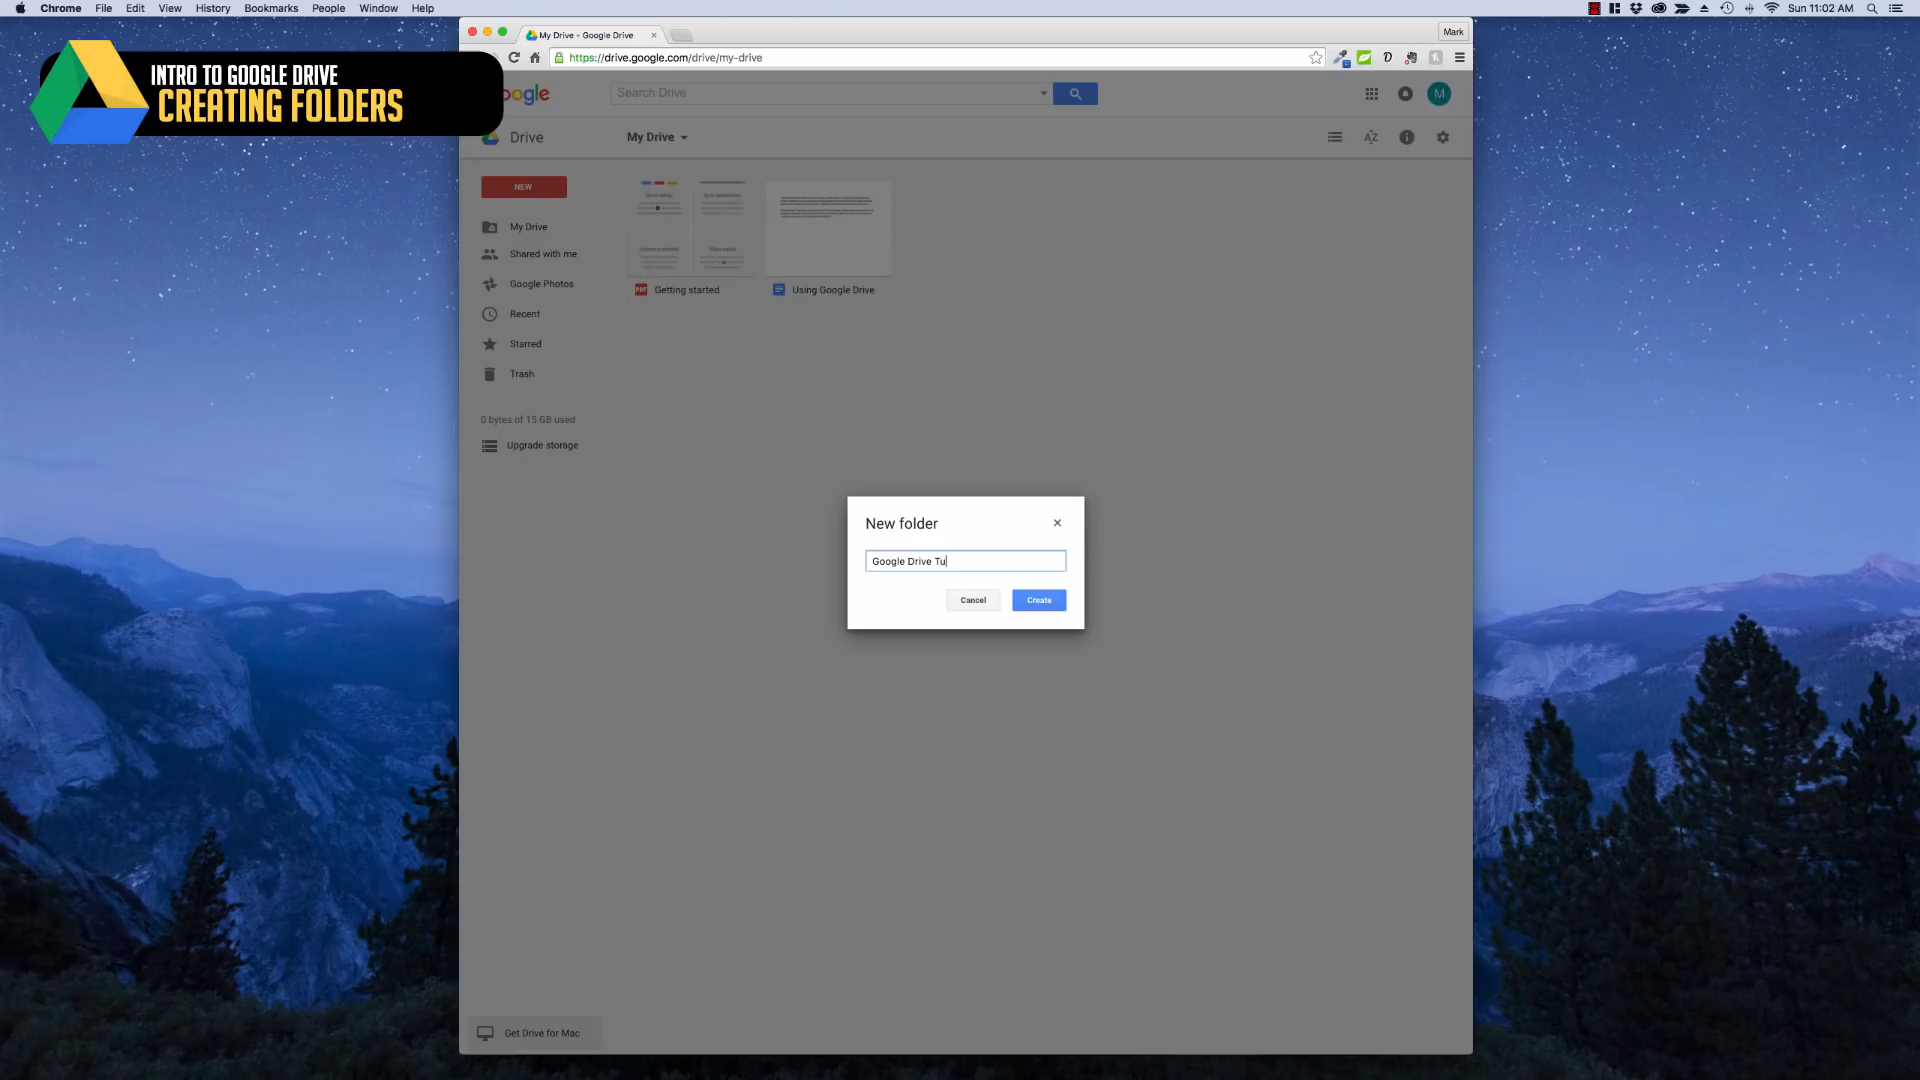 Chrome File Edit View History Bookmarks People Window Help
Sun 11:02 AM
INTRO TO GOOGLE DRIVE
CREATING FOLDERS
My Drive - Google Drive
Mark
https://drive.google.com/drive/my-drive
Search Drive
M
Drive
My Drive
AZ
NEW
My Drive
Shared with me
Google Photos
Recent
Starred
Trash
0 bytes of 15 GB used
Upgrade storage
PDF Getting started
Using Google Drive
New folder
Google Drive Tu
Cancel
Create
Get Drive for Mac